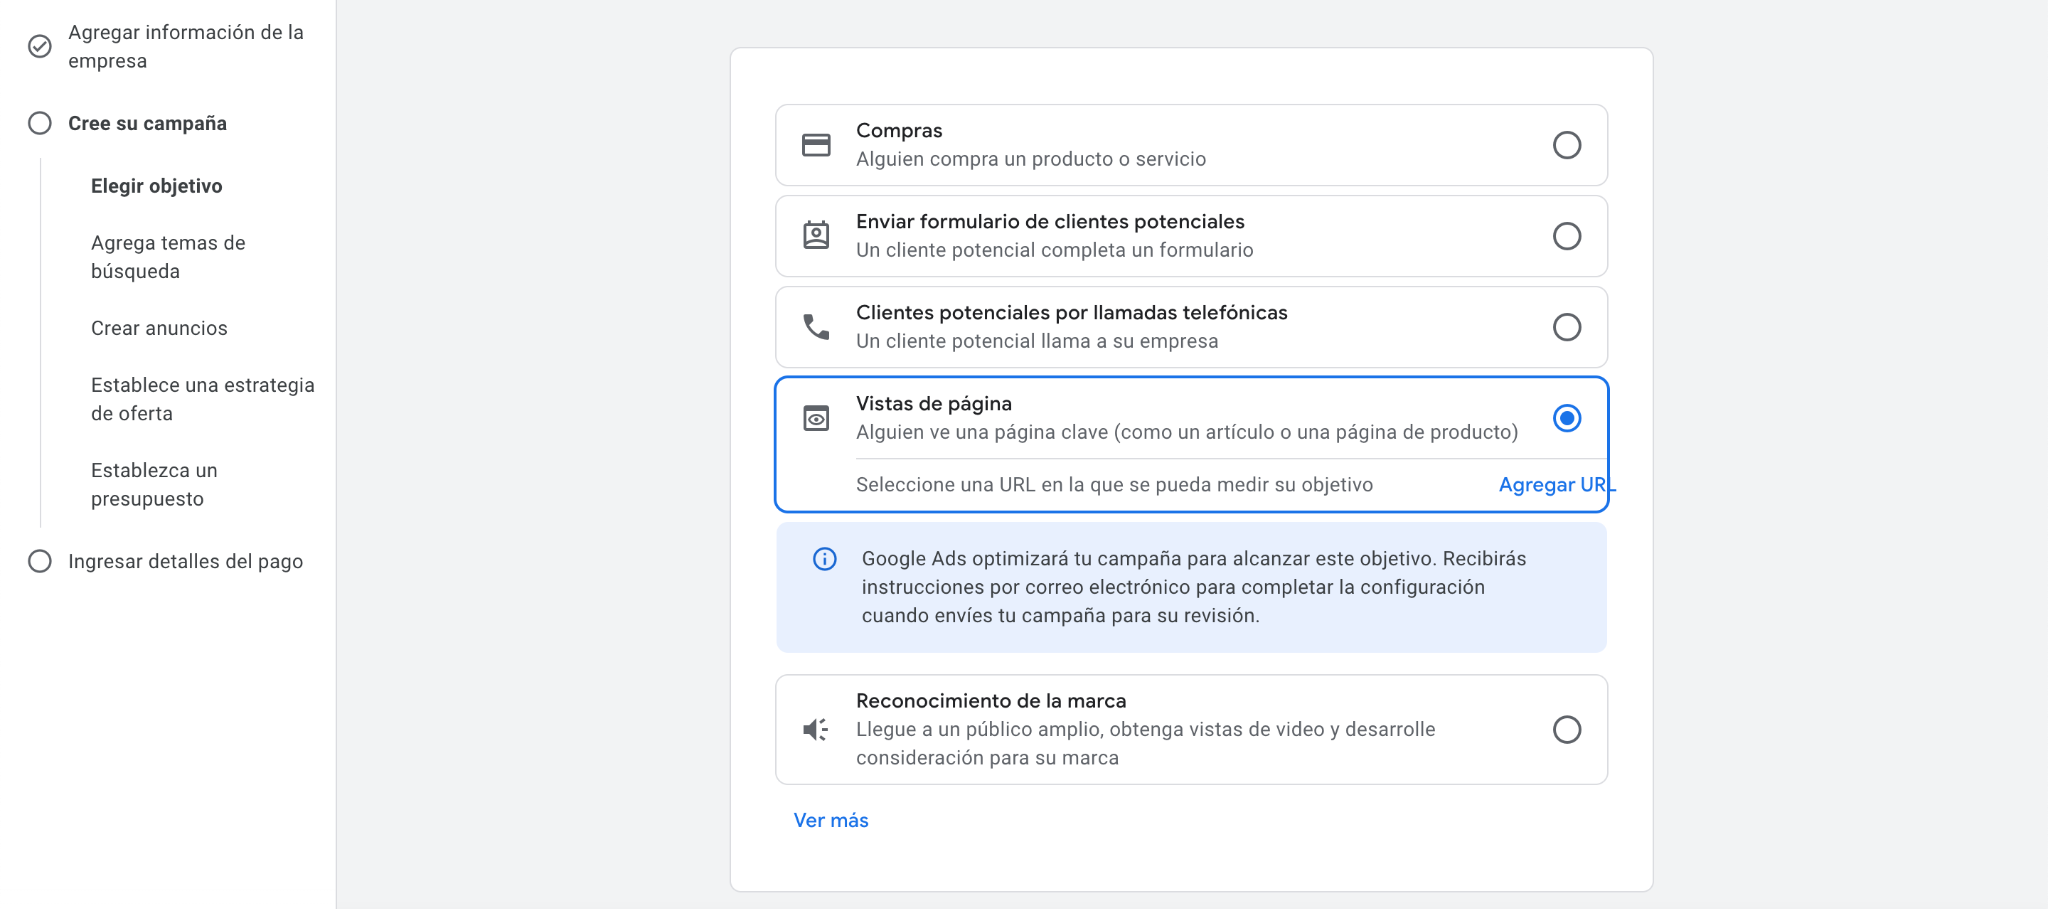 Agregar información de la
empresa
Cree su campaña
Elegir objetivo
Agrega temas de
búsqueda
Crear anuncios
Establece una estrategia
de oferta
Establezca un
presupuesto
Ingresar detalles del pago
Compras
Alguien compra un producto o servicio
Enviar formulario de clientes potenciales
Un cliente potencial completa un formulario
Clientes potenciales por llamadas telefónicas
Un cliente potencial llama a su empresa
Vistas de página
Alguien ve una página clave (como un artículo o una página de producto)
Seleccione una URL en la que se pueda medir su objetivo
Agregar URL
Google Ads optimizará tu campaña para alcanzar este objetivo. Recibirás
instrucciones por correo electrónico para completar la configuración
cuando envíes tu campaña para su revisión.
Reconocimiento de la marca
Llegue a un público amplio, obtenga vistas de video y desarrolle
consideración para su marca
Ver más